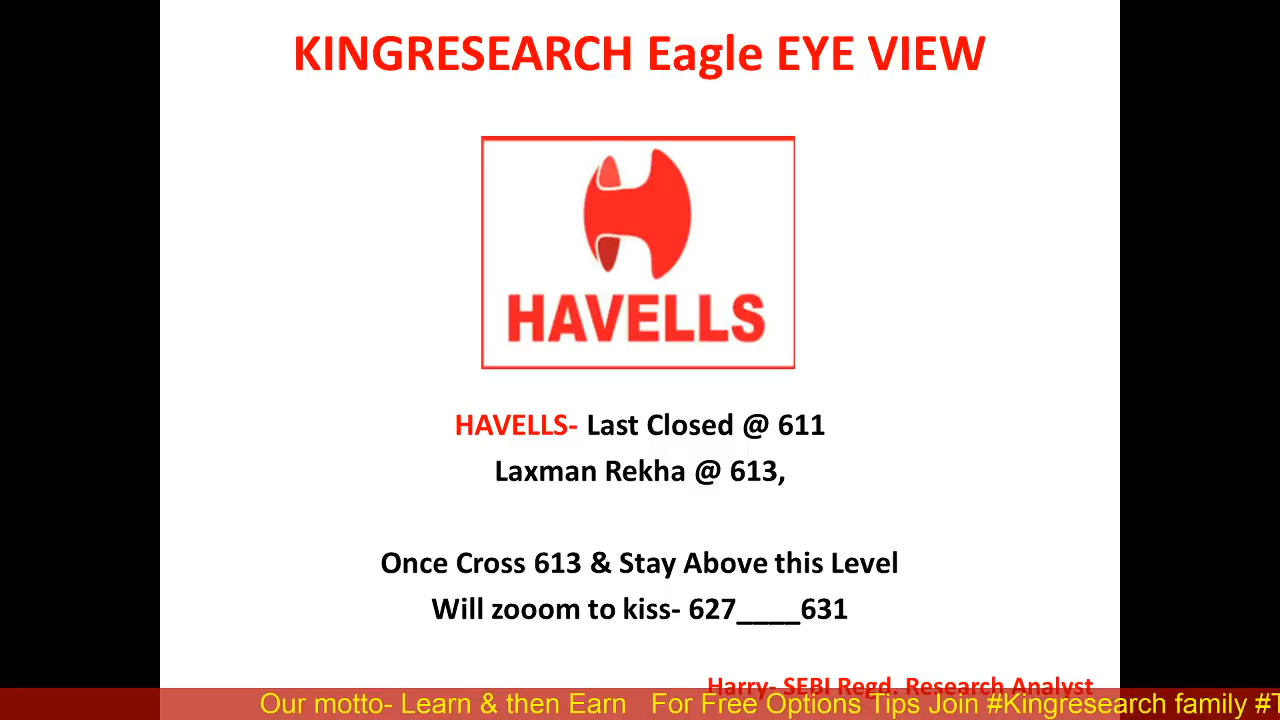 KINGRESEARCH Eagle EYE VIEW
HAVELLS
HAVELLS- Last Closed @ 611
Laxman Rekha @ 613,
Once Cross 613 & Stay Above this Level
Will zooom to kiss- 627____631
Harry- SEBI Regd. Research Analyst
Our motto- Learn & then Earn For Free Options Tips Join #Kingresearch family #